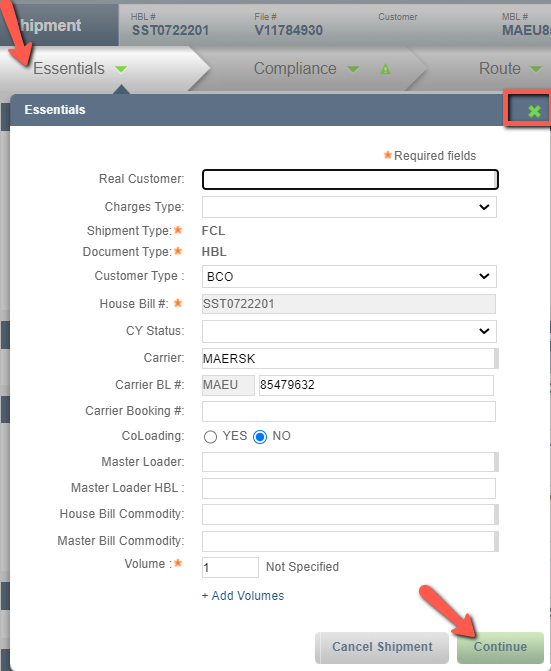 Shipment
HBL #
SST0722201
File #
V11784930
Customer
MBL #
MAEU8
Essentials
Compliance
Route
Essentials
*Required fields
Real Customer:
Charges Type:
Shipment Type:* FCL
Document Type:* HBL
Customer Type : BCO
House Bill #: * SST0722201
CY Status:
Carrier: MAERSK
Carrier BL #: MAEU 85479632
Carrier Booking #:
CoLoading: YES NO
Master Loader:
Master Loader HBL :
House Bill Commodity:
Master Bill Commodity:
Volume :* 1 Not Specified
+ Add Volumes
Cancel Shipment
Continue